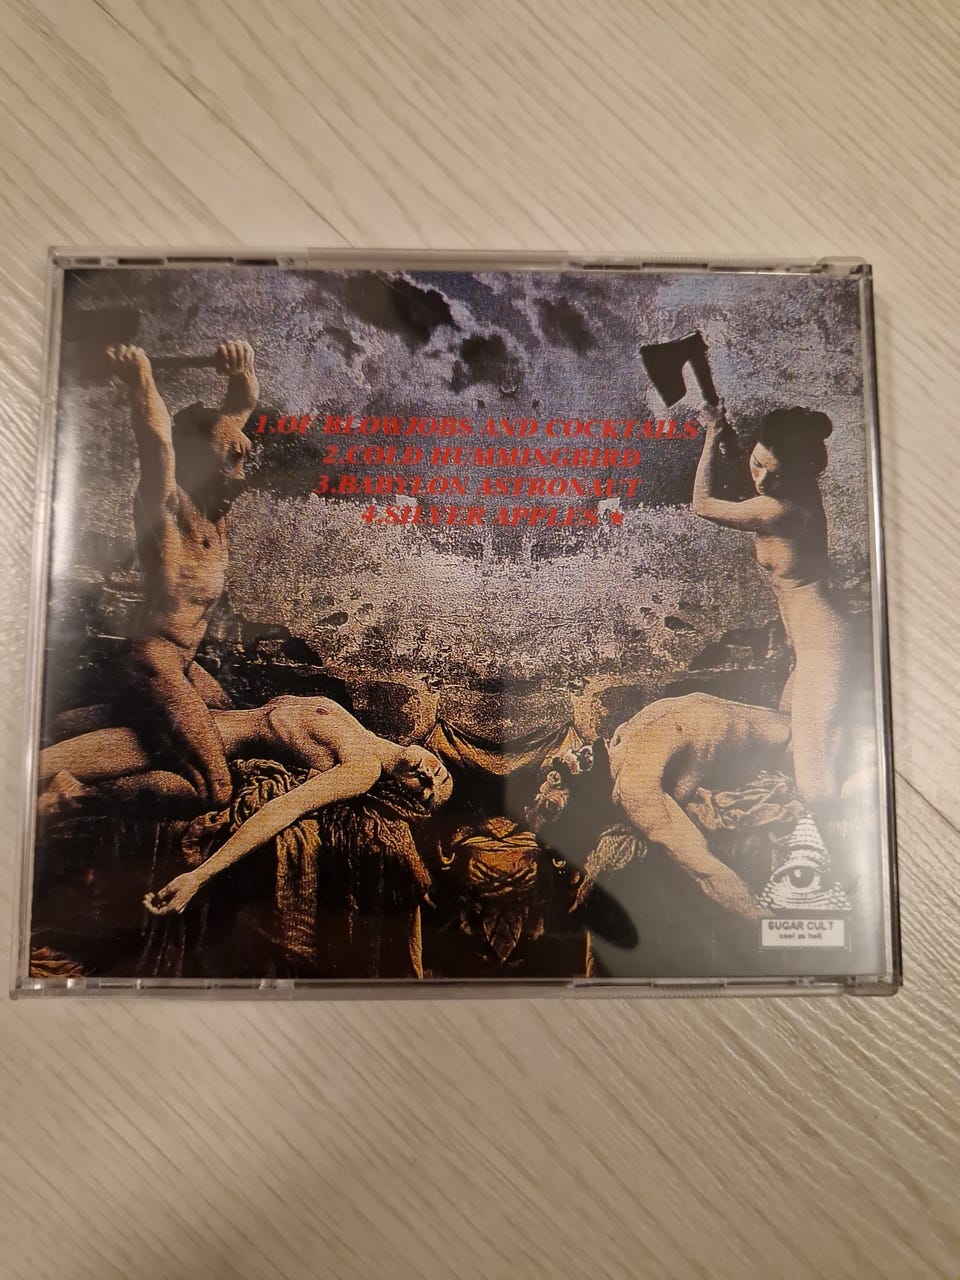 1.OF BLOWJOBS AND COCKTAILS
2.COLD HUMMINGBIRD
3.BABYLON ASTRONAUT
4.SILVER APPLES ★
SUGAR CULT
cool as hell